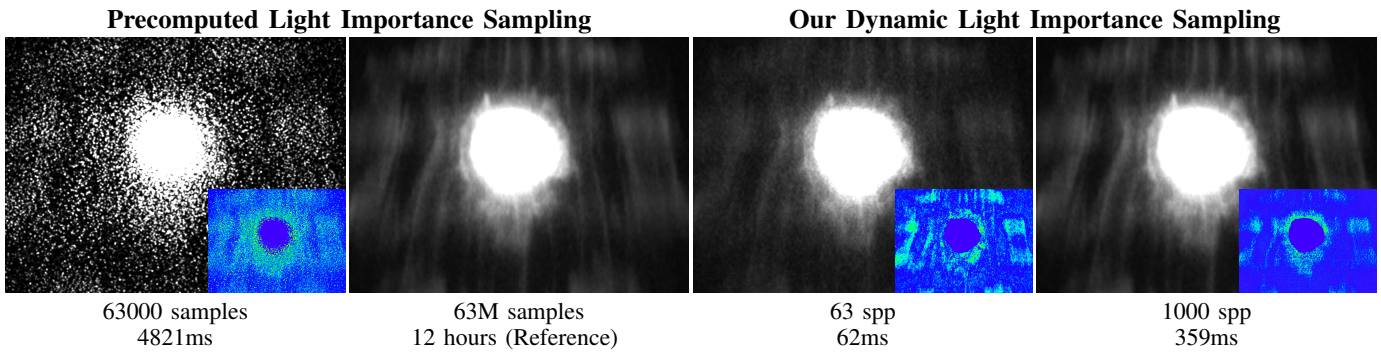 Precomputed Light Importance Sampling
Our Dynamic Light Importance Sampling
63000 samples
4821ms
63M samples
12 hours (Reference)
63 spp
62ms
1000 spp
359ms